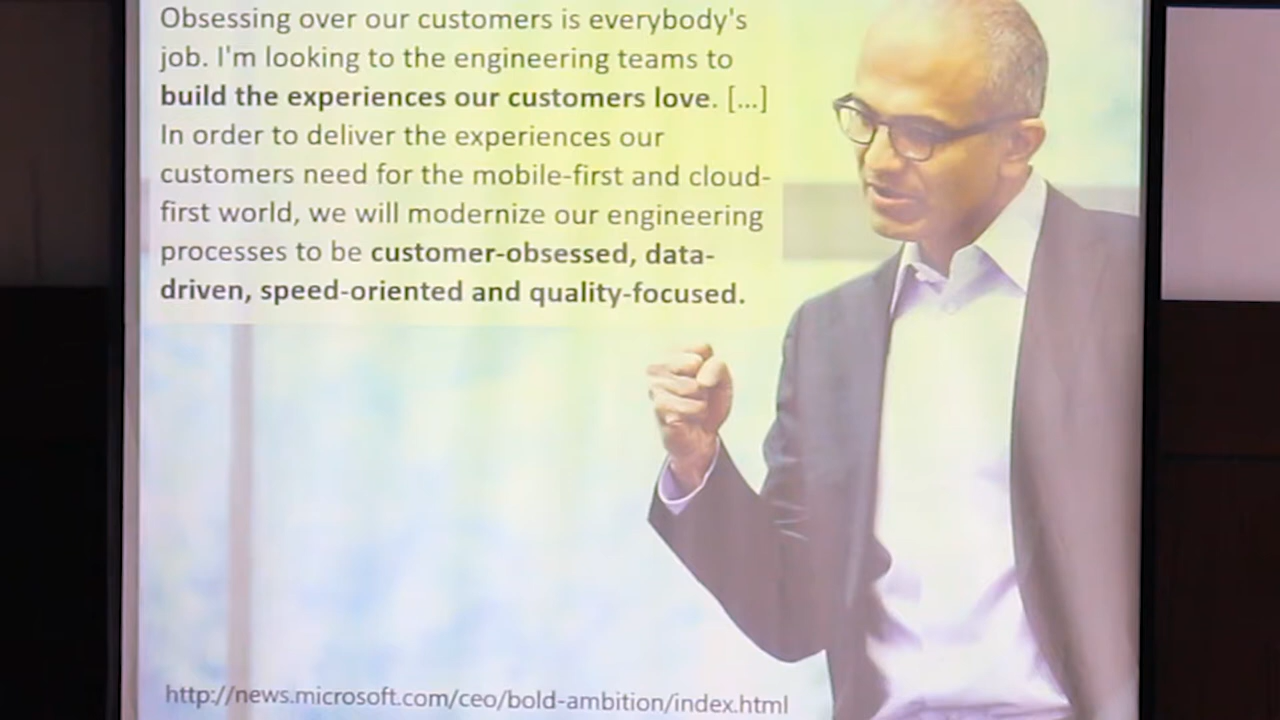 Obsessing over our customers is everybody's
job. I'm looking to the engineering teams to
build the experiences our customers love. [...]
In order to deliver the experiences our
customers need for the mobile-first and cloud-
first world, we will modernize our engineering
processes to be customer-obsessed, data-
driven, speed-oriented and quality-focused.
http://news.microsoft.com/ceo/bold-ambition/index.html